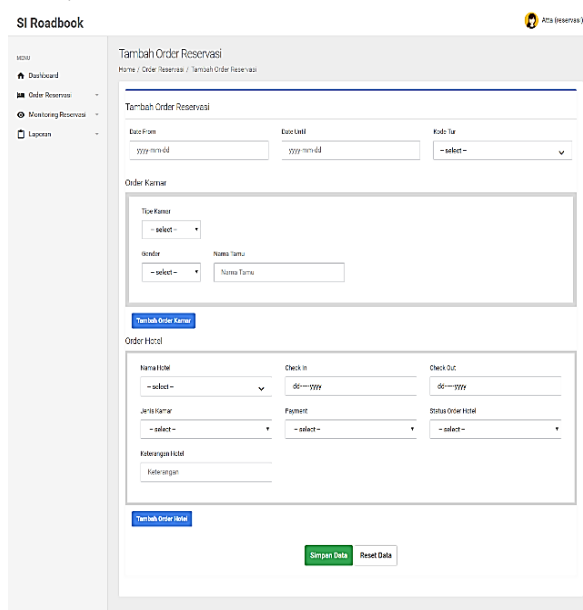 SI Roadbook
Atta (reservasi)
MENU
Dashboard
Order Reservasi
Monitoring Reservasi
Laporan
Tambah Order Reservasi
Home / Order Reservasi / Tambah Order Reservasi
Tambah Order Reservasi
Date From Date Until Kode Tur
yyyy-mm-dd yyyy-mm-dd -- select --
Order Kamar
Tipe Kamar
-- select --
Gender Nama Tamu
-- select -- Nama Tamu
Tambah Order Kamar
Order Hotel
Nama Hotel Check In Check Out
-- select -- dd----yyyy dd----yyyy
Jenis Kamar Payment Status Order Hotel
-- select -- -- select -- -- select --
Keterangan Hotel
Keterangan
Tambah Order Hotel
Simpan Data Reset Data